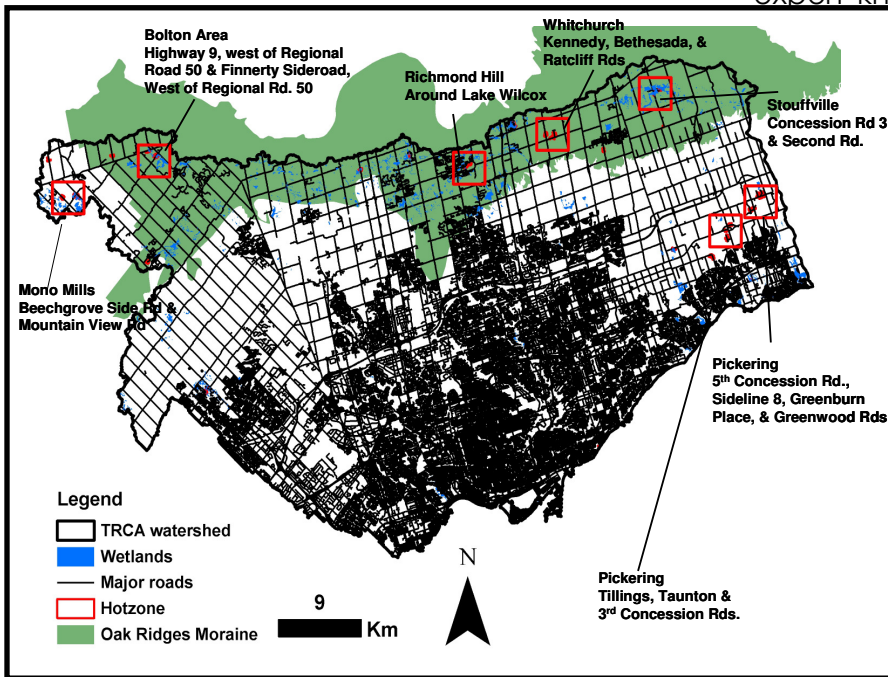 Bolton Area
Highway 9, west of Regional
Road 50 & Finnerty Sideroad,
West of Regional Rd. 50
Richmond Hill
Around Lake Wilcox
Whitchurch
Kennedy, Bethesada, &
Ratcliff Rds
Stouffville
Concession Rd 3
& Second Rd.
Mono Mills
Beechgrove Side Rd &
Mountain View Rd
Pickering
5th Concession Rd.,
Sideline 8, Greenburn
Place, & Greenwood Rds
Pickering
Tillings, Taunton &
3rd Concession Rds.
Legend
TRCA watershed
Wetlands
Major roads
Hotzone
Oak Ridges Moraine
9
Km
N